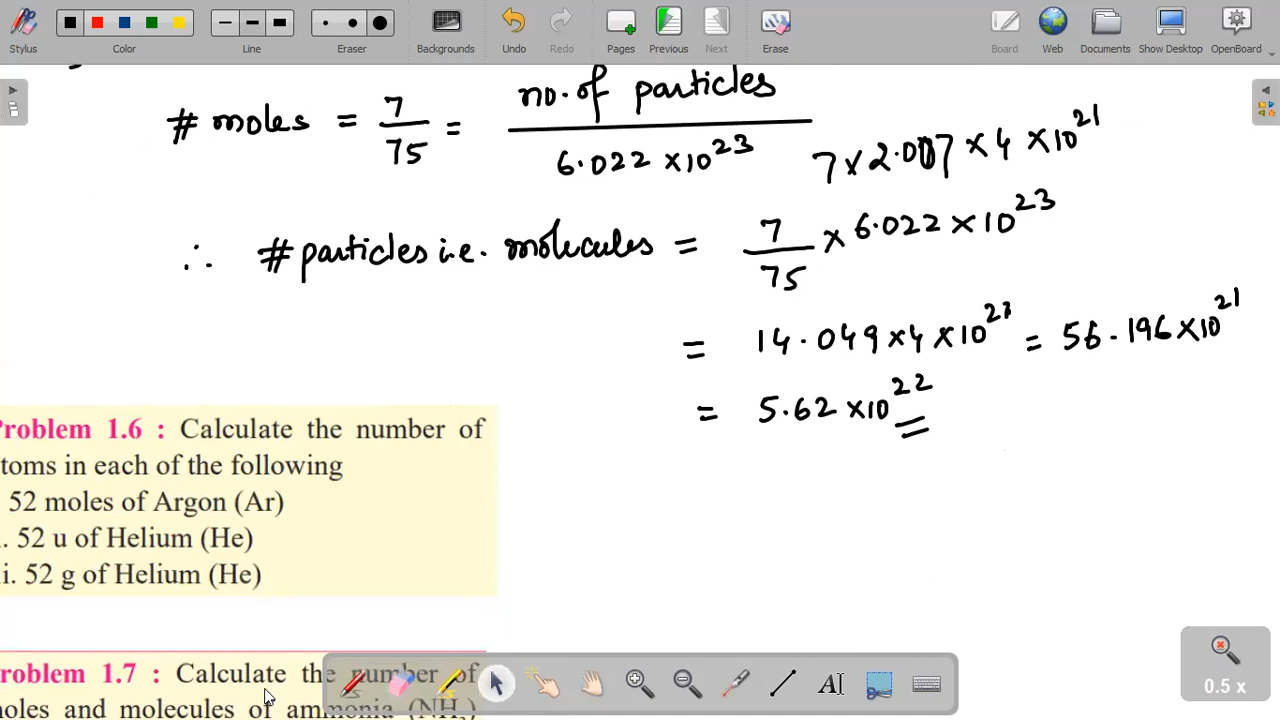 Stylus Color Line Eraser Backgrounds Undo Redo Pages Previous Next Erase Board Web Documents Show Desktop OpenBoard
# moles = 7/75 = no. of particles / 6.022 × 10^23
7 × 2.007 × 4 × 10^21
∴ # particles i.e. molecules = 7/75 × 6.022 × 10^23
= 14.049 × 4 × 10^21 = 56.196 × 10^21
= 5.62 × 10^22
Problem 1.6 : Calculate the number of
toms in each of the following
52 moles of Argon (Ar)
i. 52 u of Helium (He)
ii. 52 g of Helium (He)
roblem 1.7 : Calculate the number of
moles and molecules of ammonia (NH3)
0.5 x